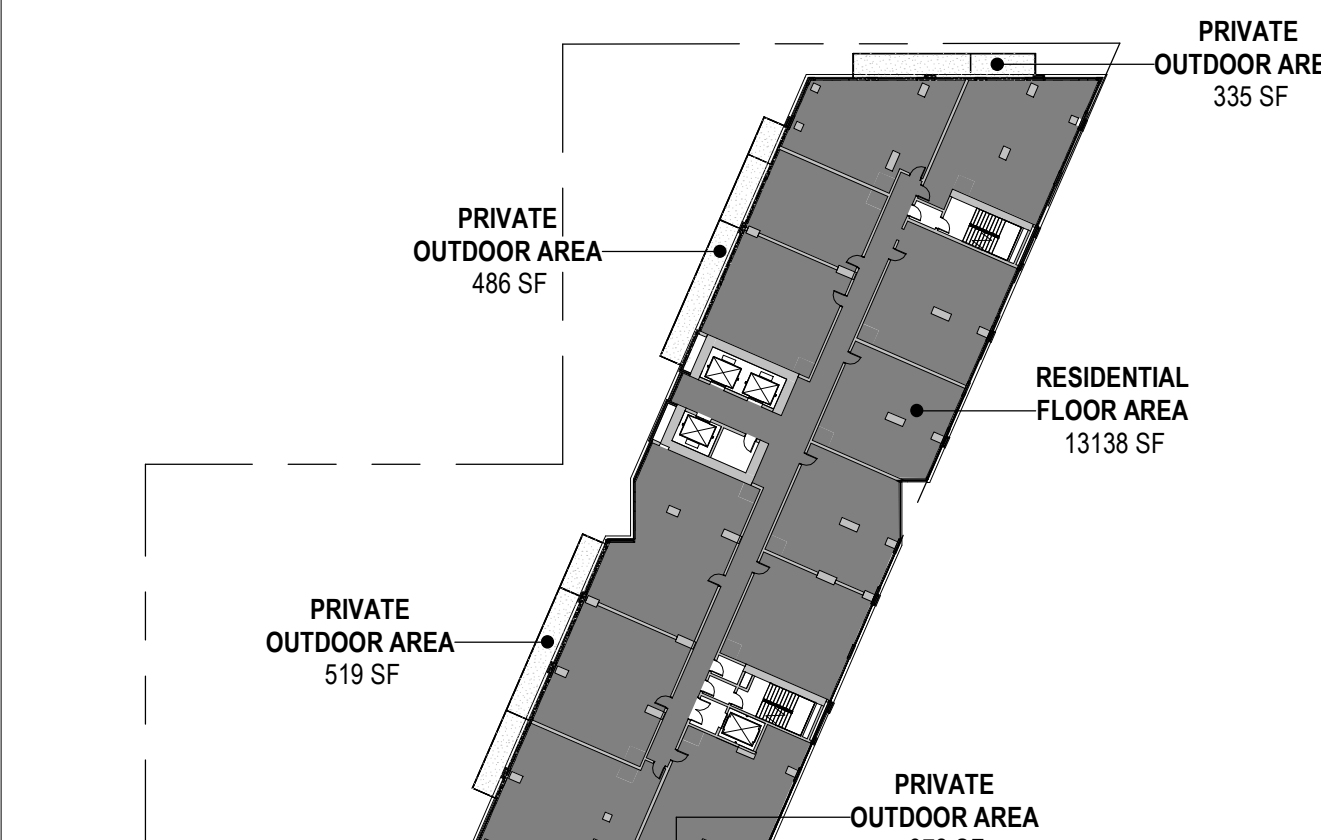 PRIVATE
OUTDOOR ARE
335 SF
PRIVATE
OUTDOOR AREA
486 SF
RESIDENTIAL
FLOOR AREA
13138 SF
PRIVATE
OUTDOOR AREA
519 SF
PRIVATE
OUTDOOR AREA
SF